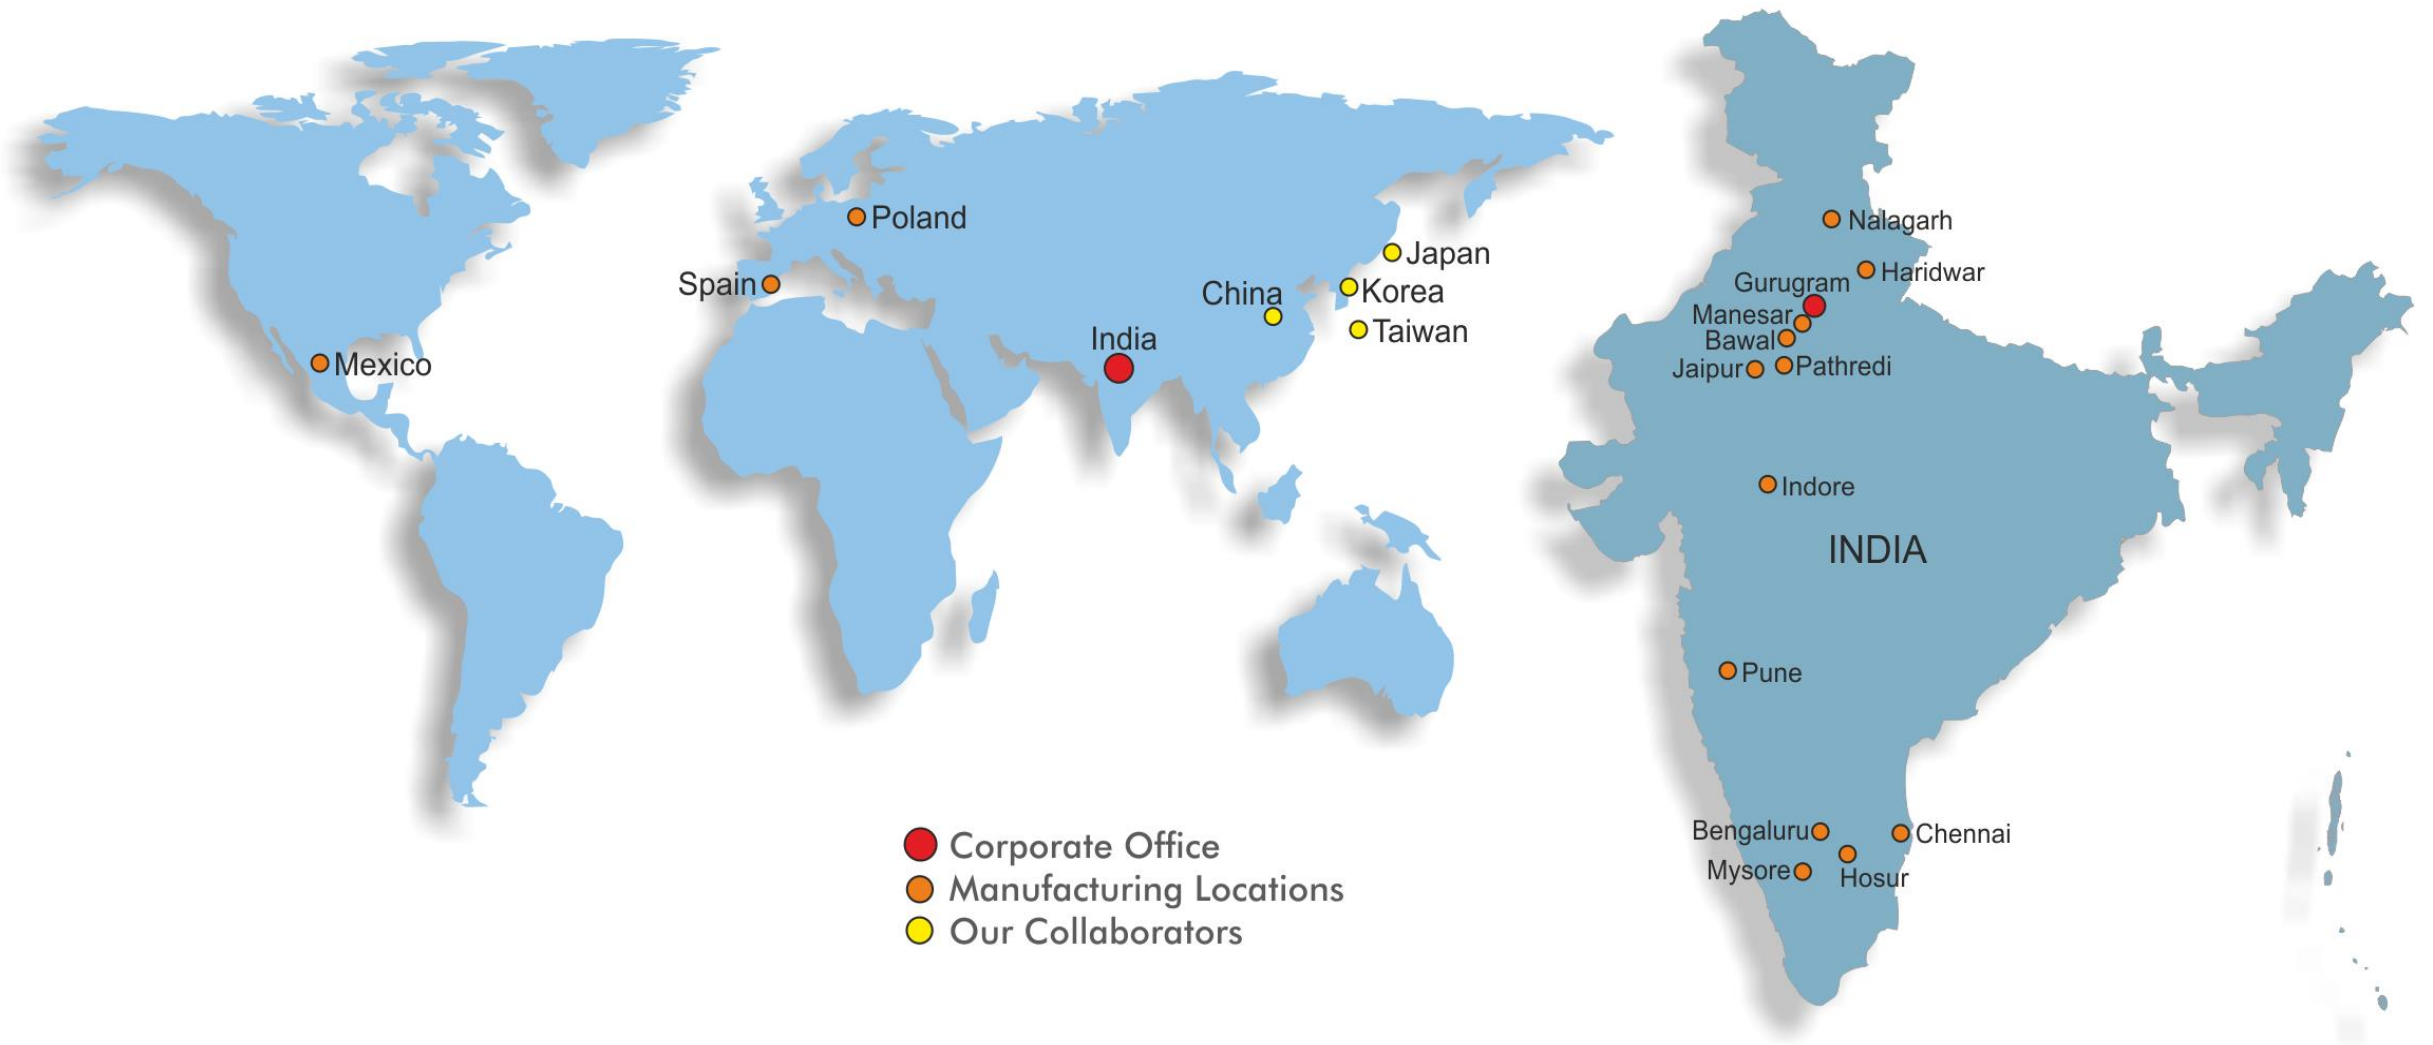 Poland
Spain
Mexico
Japan
Korea
China
Taiwan
India
Corporate Office
Manufacturing Locations
Our Collaborators
Nalagarh
Haridwar
Gurugram
Manesar
Bawal
Jaipur
Pathredi
Indore
INDIA
Pune
Bengaluru
Chennai
Mysore
Hosur